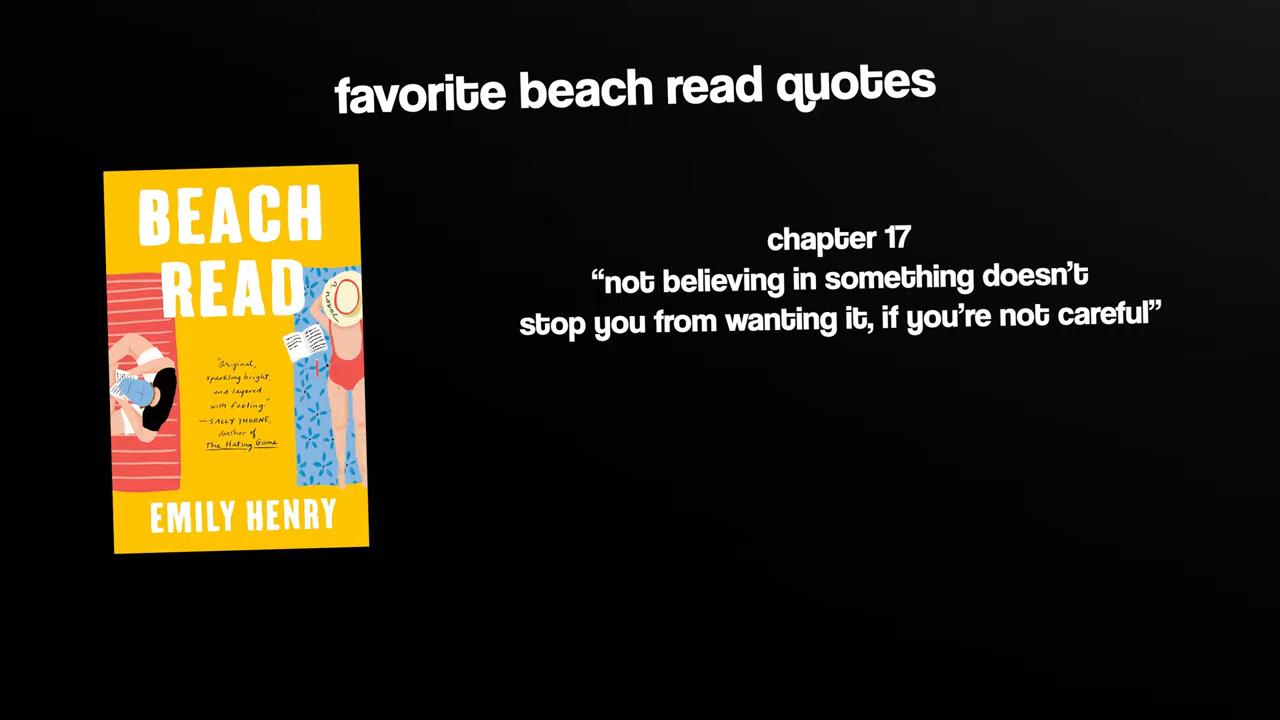 favorite beach read quotes
BEACH
READ
a novel
"Original,
sparkling bright,
and layered
with feeling."
—SALLY THORNE,
author of
The Hating Game
EMILY HENRY
chapter 17
“not believing in something doesn’t
stop you from wanting it, if you’re not careful”